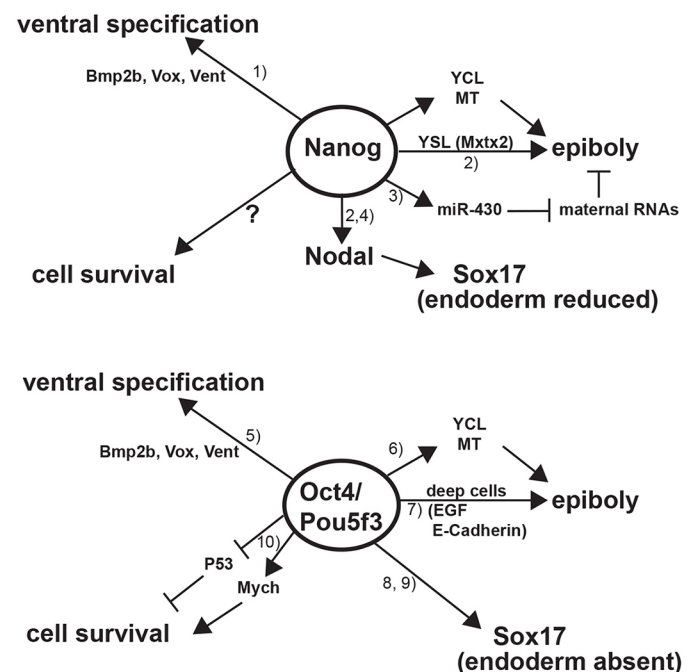 ventral specification
Bmp2b, Vox, Vent
1)
YCL
MT
Nanog
YSL (Mxtx2)
2)
epiboly
3)
miR-430
maternal RNAs
?
2,4)
cell survival
Nodal
Sox17
(endoderm reduced)
ventral specification
Bmp2b, Vox, Vent
5)
6)
YCL
MT
Oct4/
Pou5f3
deep cells
7) (EGF
E-Cadherin)
epiboly
10)
P53
Mych
8, 9)
cell survival
Sox17
(endoderm absent)